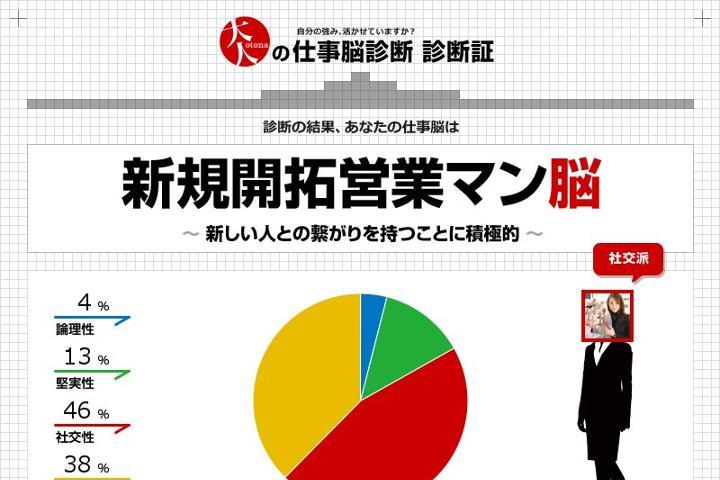 自分の強み、活かせていますか?
大人 otona の仕事脳診断 診断証
診断の結果、あなたの仕事脳は
新規開拓営業マン脳
～ 新しい人との繋がりを持つことに積極的 ～
社交派
4 %
論理性
13 %
堅実性
46 %
社交性
38 %